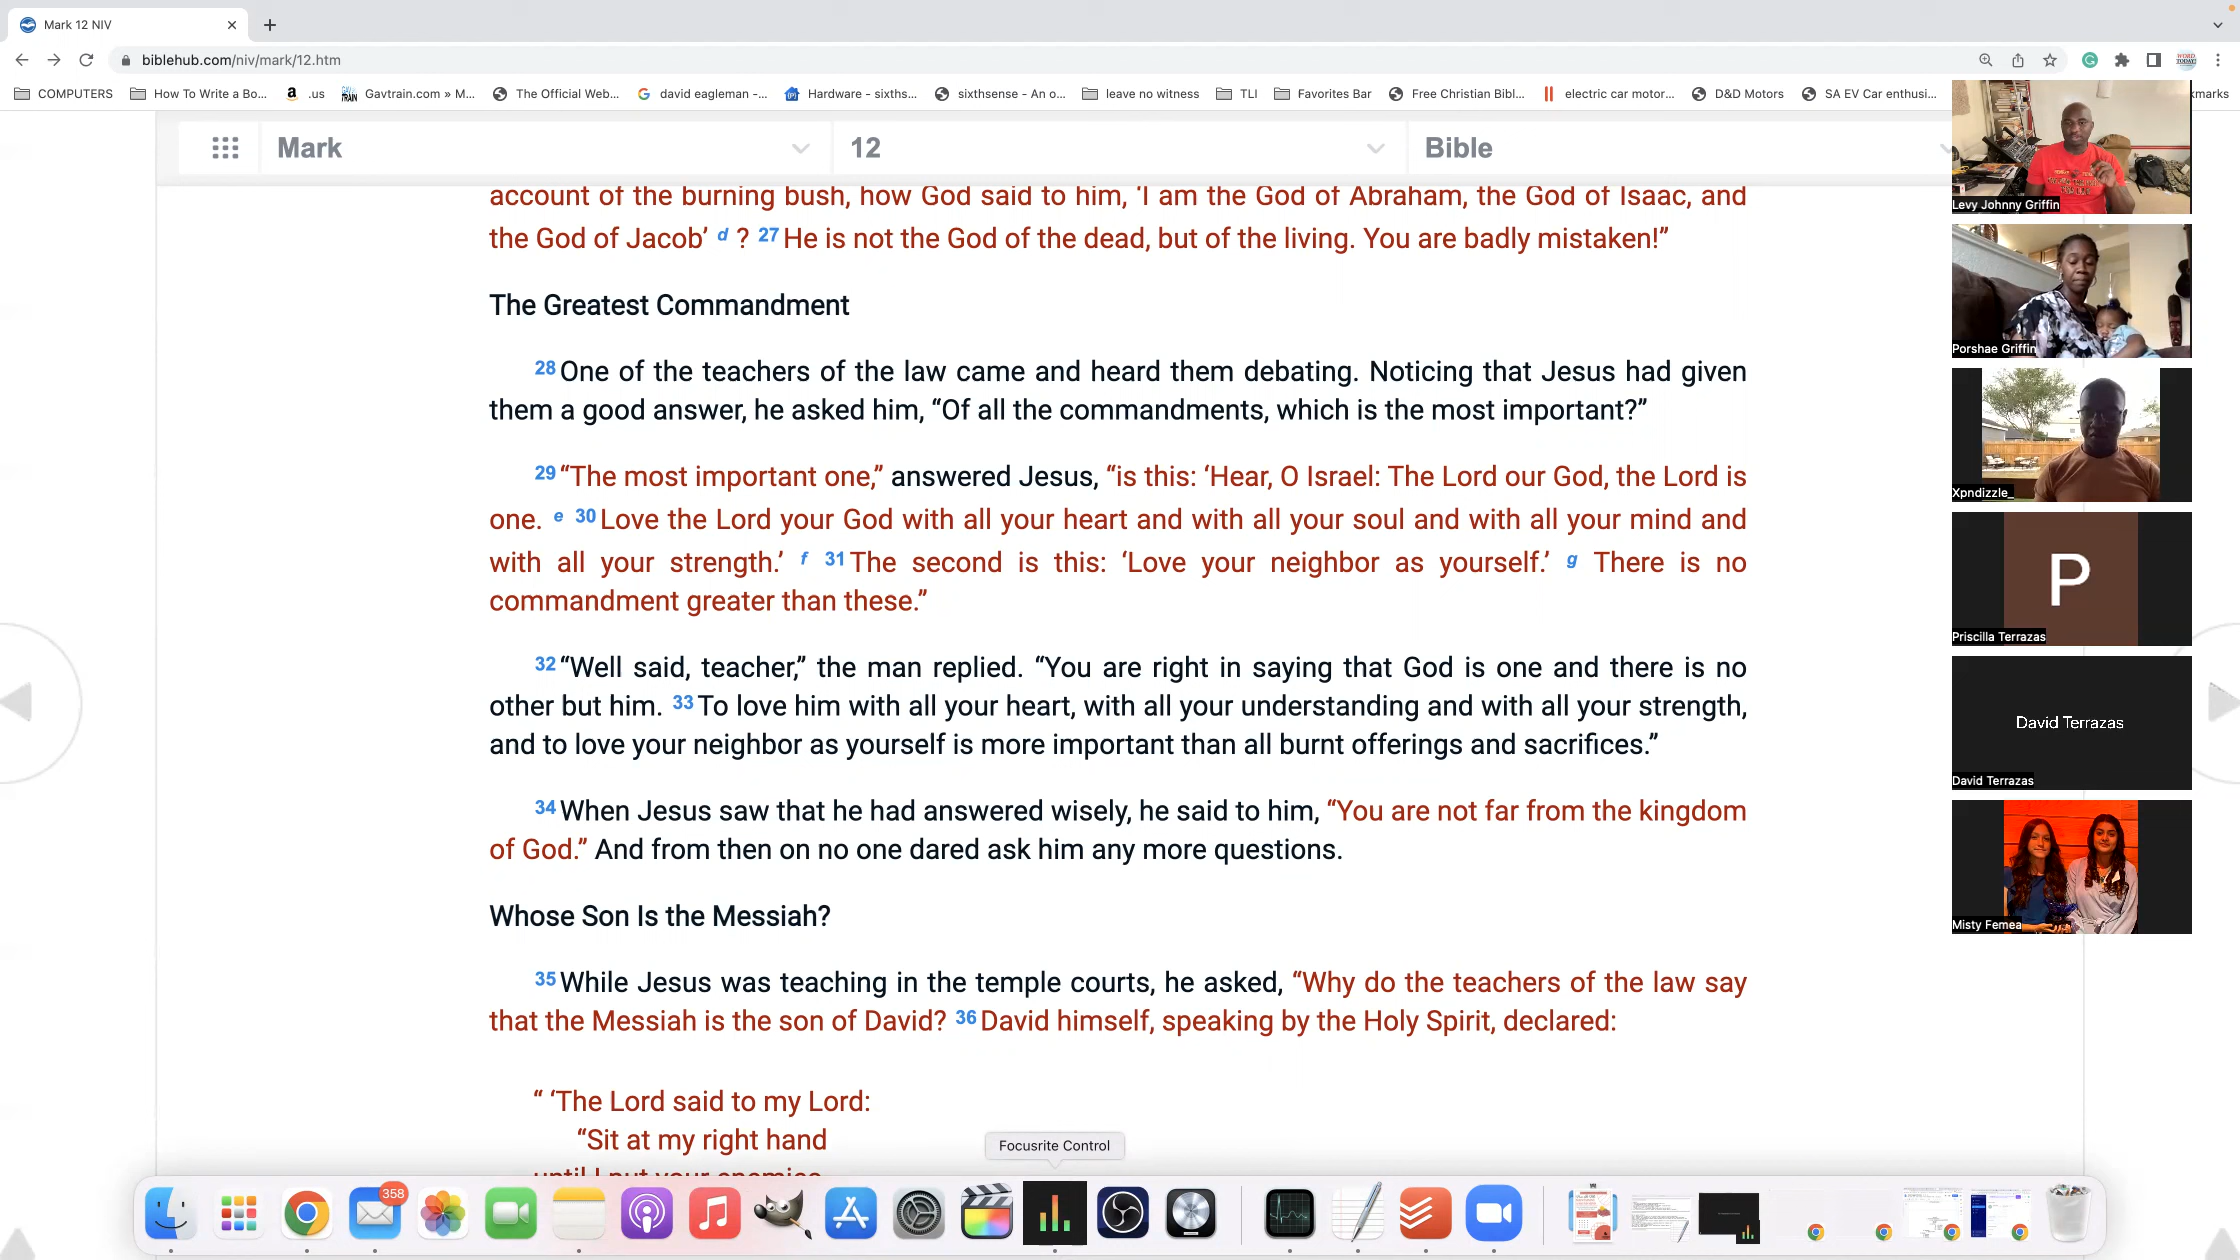 Mark 12 NIV
biblehub.com/niv/mark/12.htm
COMPUTERS How To Write a Bo... .us Gavtrain.com » M... The Official Web... david eagleman -... Hardware - sixths... sixthsense - An o... leave no witness TLI Favorites Bar Free Christian Bibl... electric car motor... D&D Motors SA EV Car enthusi... kmarks
Mark 12 Bible
account of the burning bush, how God said to him, ‘I am the God of Abraham, the God of Isaac, and
the God of Jacob’ d ? 27 He is not the God of the dead, but of the living. You are badly mistaken!”
The Greatest Commandment
28 One of the teachers of the law came and heard them debating. Noticing that Jesus had given
them a good answer, he asked him, “Of all the commandments, which is the most important?”
29 “The most important one,” answered Jesus, “is this: ‘Hear, O Israel: The Lord our God, the Lord is
one. e 30 Love the Lord your God with all your heart and with all your soul and with all your mind and
with all your strength.’ f 31 The second is this: ‘Love your neighbor as yourself.’ g There is no
commandment greater than these.”
32 “Well said, teacher,” the man replied. “You are right in saying that God is one and there is no
other but him. 33 To love him with all your heart, with all your understanding and with all your strength,
and to love your neighbor as yourself is more important than all burnt offerings and sacrifices.”
34 When Jesus saw that he had answered wisely, he said to him, “You are not far from the kingdom
of God.” And from then on no one dared ask him any more questions.
Whose Son Is the Messiah?
35 While Jesus was teaching in the temple courts, he asked, “Why do the teachers of the law say
that the Messiah is the son of David? 36 David himself, speaking by the Holy Spirit, declared:
“ ‘The Lord said to my Lord:
“Sit at my right hand
until I put your enemies
Levy Johnny Griffin
Porshae Griffin
Xpndizzle_
P
Priscilla Terrazas
David Terrazas
David Terrazas
Misty Femea
Focusrite Control
358